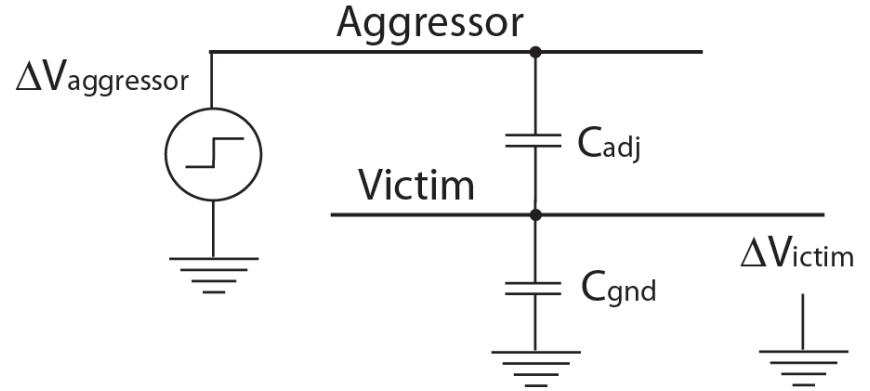 Aggressor
ΔVaggressor
Cadj
Victim
ΔVictim
Cgnd